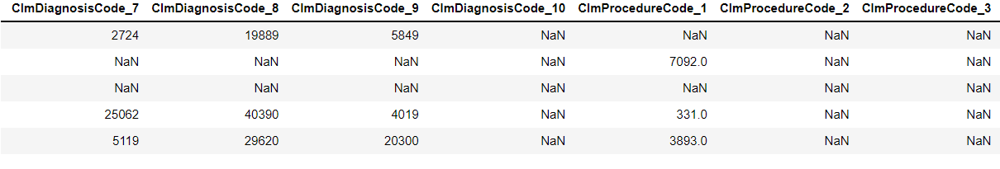 ClmDiagnosisCode_7 ClmDiagnosisCode_8 ClmDiagnosisCode_9 ClmDiagnosisCode_10 ClmProcedureCode_1 ClmProcedureCode_2 ClmProcedureCode_3
2724 19889 5849 NaN NaN NaN NaN
NaN NaN NaN NaN 7092.0 NaN NaN
NaN NaN NaN NaN NaN NaN NaN
25062 40390 4019 NaN 331.0 NaN NaN
5119 29620 20300 NaN 3893.0 NaN NaN